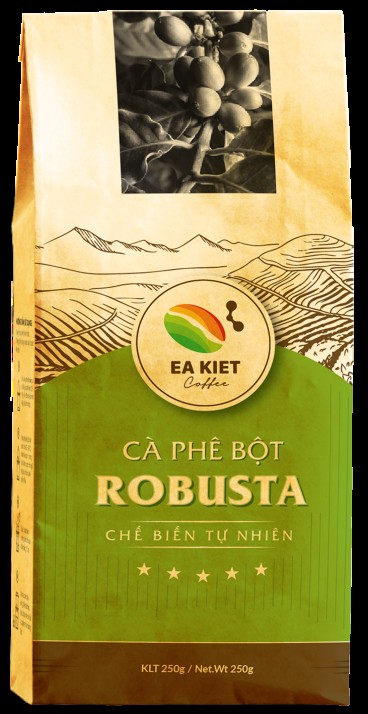 EA KIET
Coffee
CÀ PHÊ BỘT
ROBUSTA
CHẾ BIẾN TỰ NHIÊN
KLT 250g / Net.Wt 250g